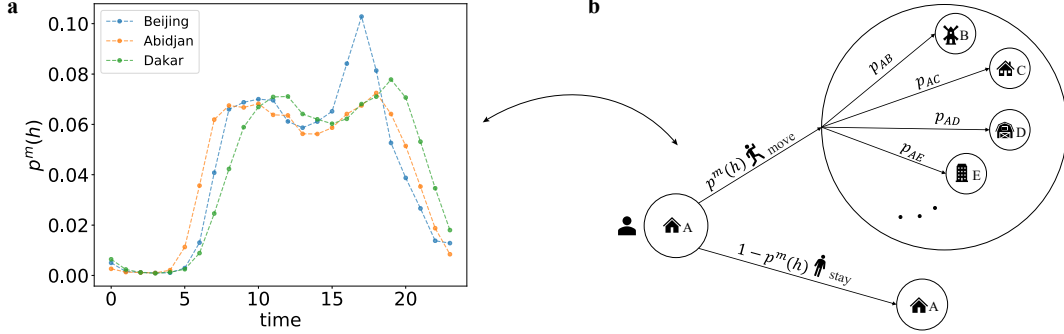 a
Beijing
Abidjan
Dakar
0.10
0.08
0.06
0.04
0.02
0.00
p^m(h)
0 5 10 15 20
time
b
p_AB
B
p_AC
C
p_AD
D
p_AE
E
. . .
p^m(h) move
A
1 − p^m(h) stay
A